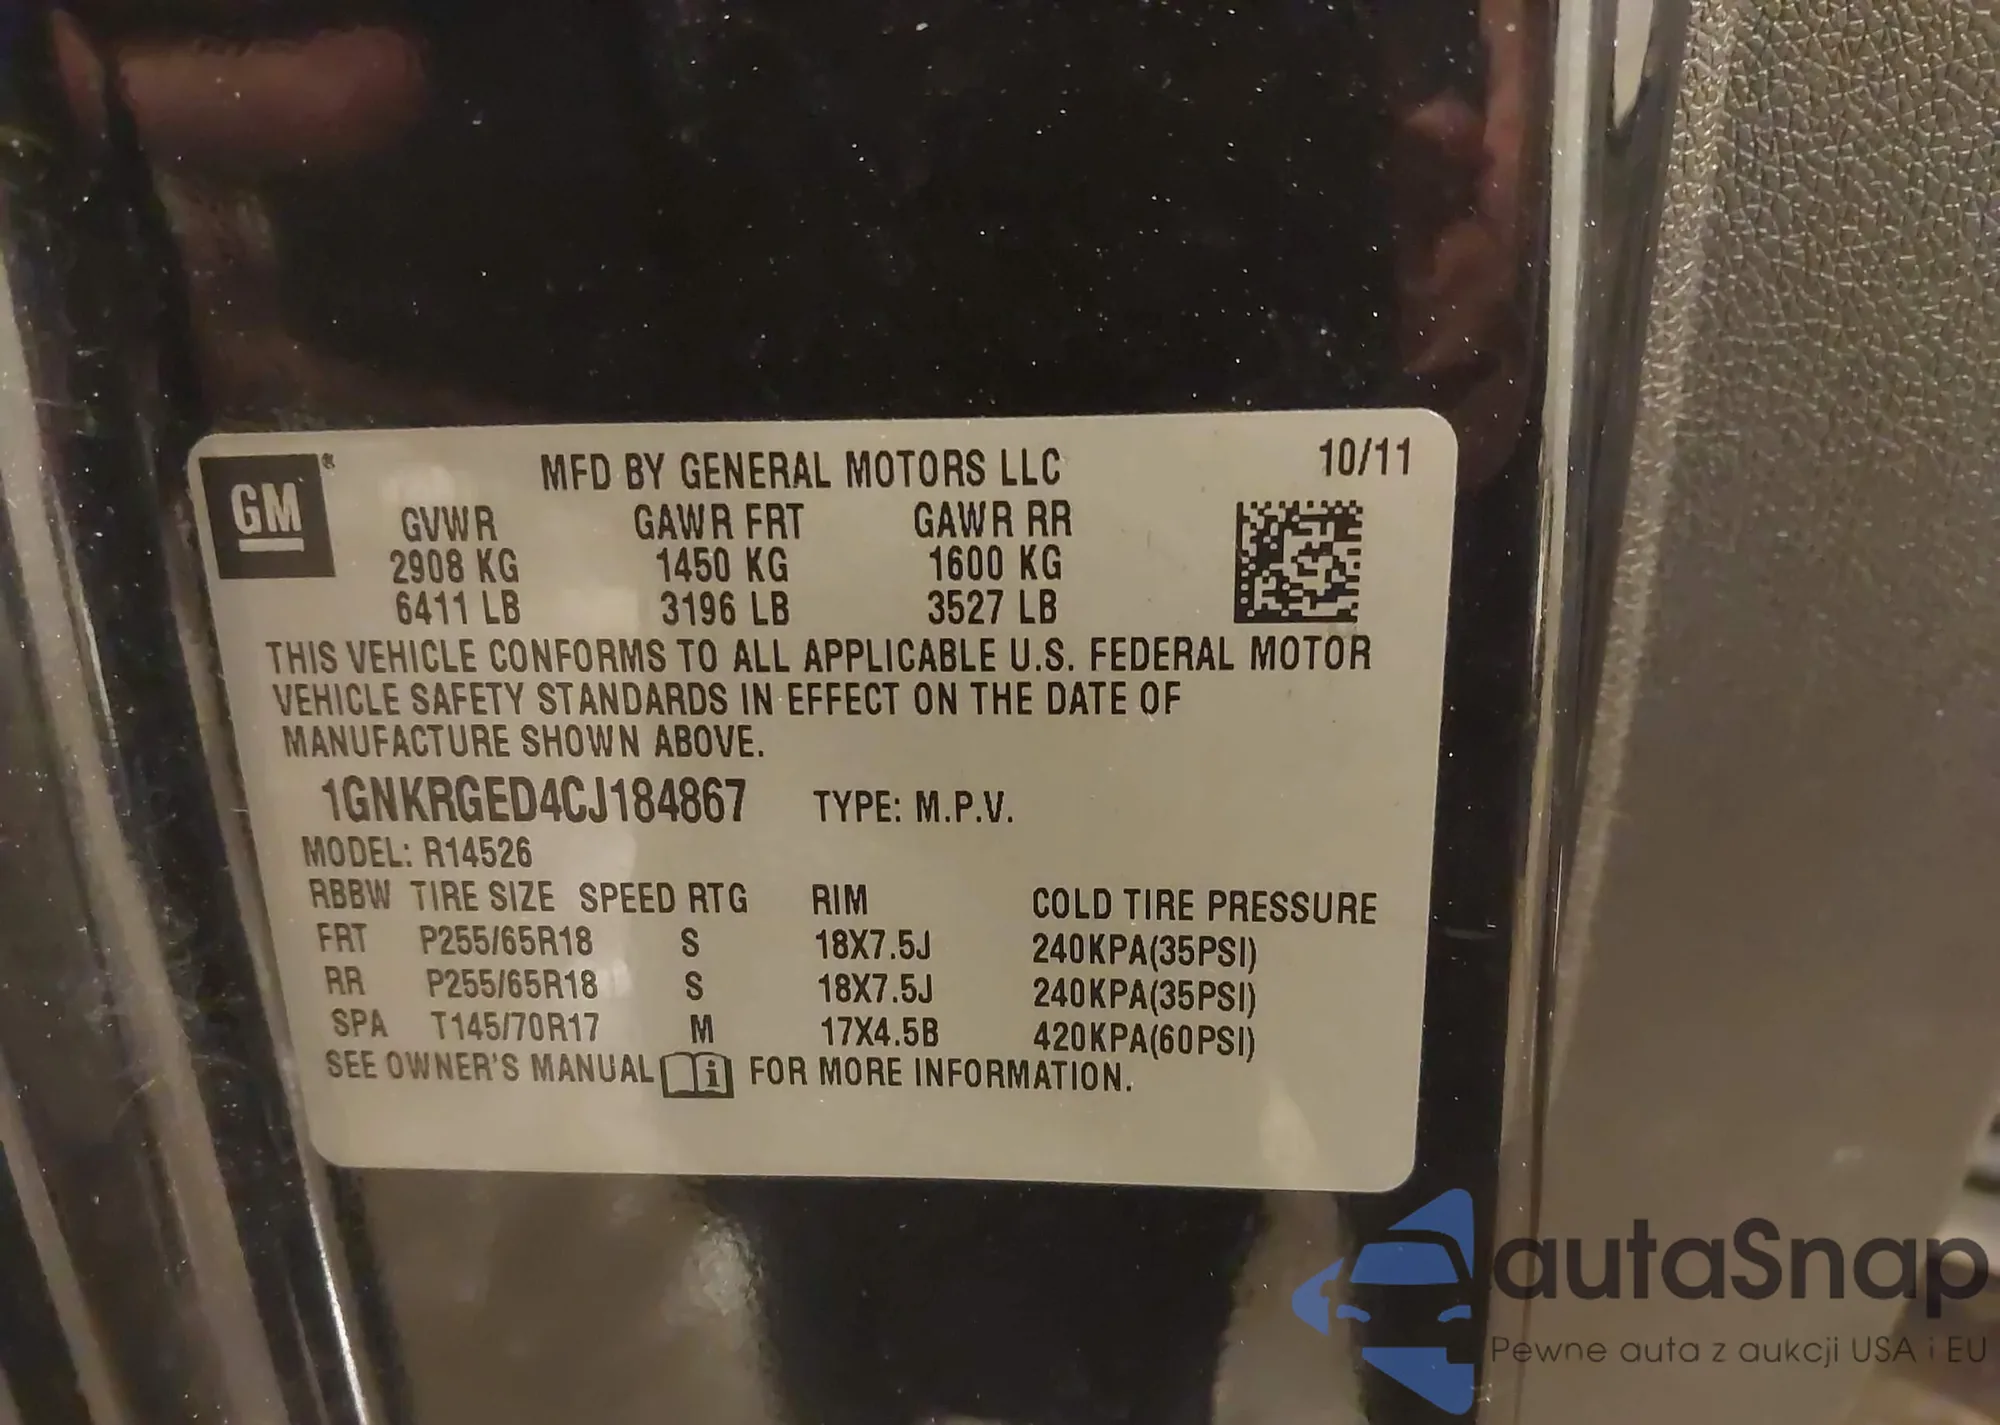 GM®
MFD BY GENERAL MOTORS LLC 10/11
GVWR GAWR FRT GAWR RR
2908 KG 1450 KG 1600 KG
6411 LB 3196 LB 3527 LB
THIS VEHICLE CONFORMS TO ALL APPLICABLE U.S. FEDERAL MOTOR
VEHICLE SAFETY STANDARDS IN EFFECT ON THE DATE OF
MANUFACTURE SHOWN ABOVE.
1GNKRGED4CJ184867 TYPE: M.P.V.
MODEL: R14526
RBBW TIRE SIZE SPEED RTG RIM COLD TIRE PRESSURE
FRT P255/65R18 S 18X7.5J 240KPA(35PSI)
RR P255/65R18 S 18X7.5J 240KPA(35PSI)
SPA T145/70R17 M 17X4.5B 420KPA(60PSI)
SEE OWNER'S MANUAL i FOR MORE INFORMATION.
autaSnap
Pewne auta z aukcji USA i EU